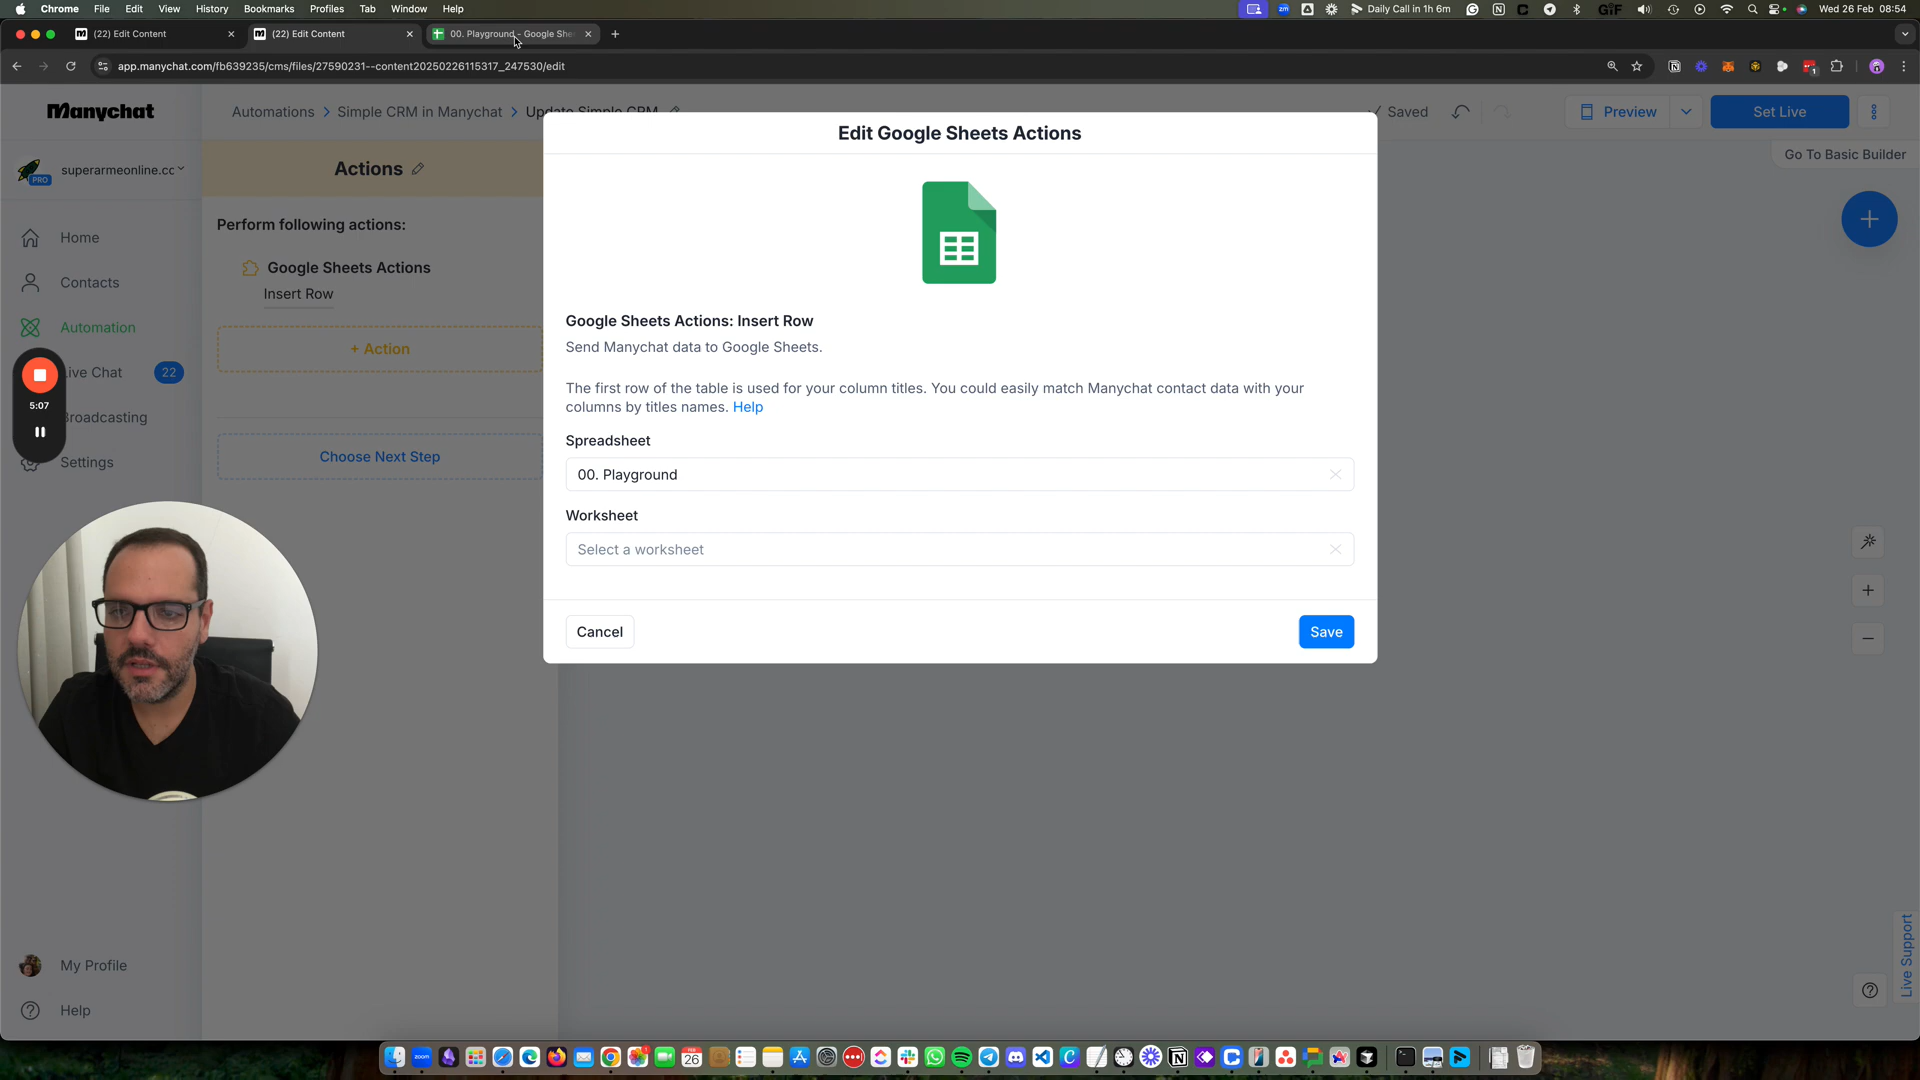 Chrome File Edit View History Bookmarks Profiles Tab Window Help
Daily Call in 1h 6m
GIF
Wed 26 Feb 08:54
(22) Edit Content
(22) Edit Content
00. Playground - Google She
app.manychat.com/fb639235/cms/files/27590231--content20250226115317_247530/edit
Manychat
Automations > Simple CRM in Manychat > Update Simple CRM
Saved
Preview
Set Live
Go To Basic Builder
superarmeonline.cc
PRO
Home
Contacts
Automation
Live Chat
22
Broadcasting
Settings
5:07
My Profile
Help
Actions
Perform following actions:
Google Sheets Actions
Insert Row
+ Action
Choose Next Step
Edit Google Sheets Actions
Google Sheets Actions: Insert Row
Send Manychat data to Google Sheets.
The first row of the table is used for your column titles. You could easily match Manychat contact data with your
columns by titles names. Help
Spreadsheet
00. Playground
Worksheet
Select a worksheet
Cancel
Save
Live Support
zoom
FEB
26